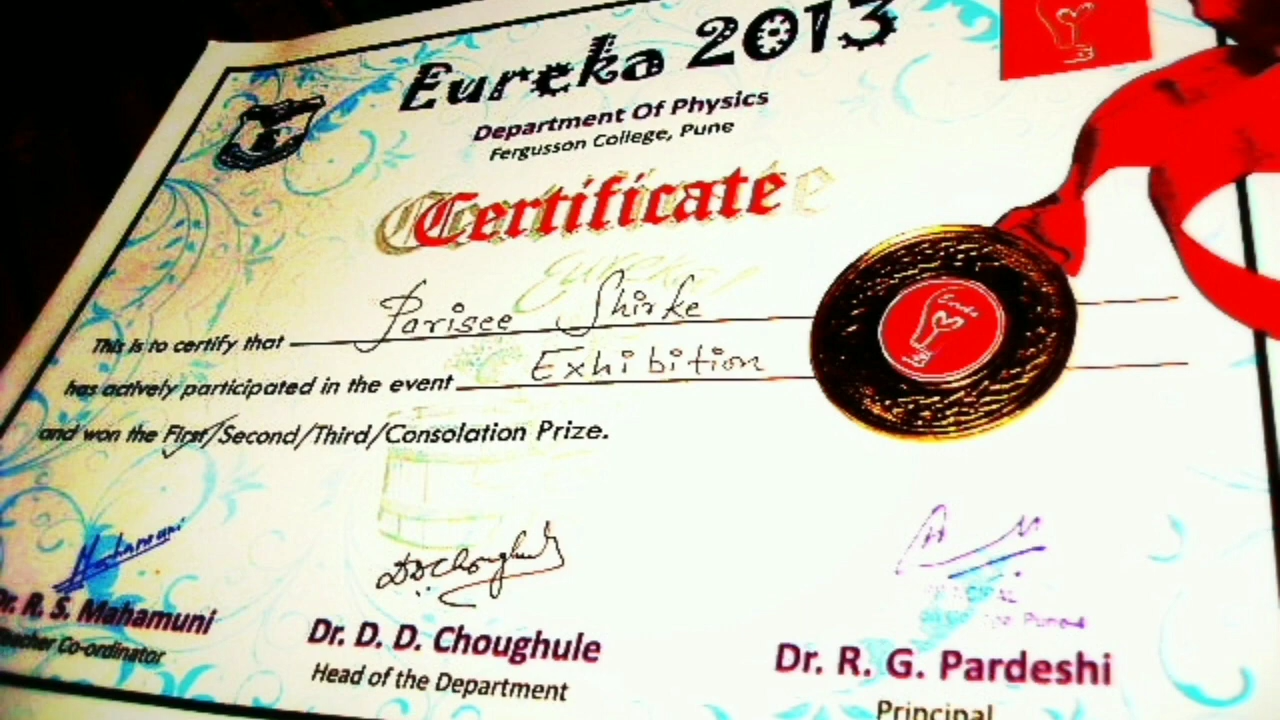 Eureka 2013
Department Of Physics
Fergusson College, Pune
Certificate
This is to certify that Parisee Shirke
has actively participated in the event Exhibition
and won the First/Second/Third/Consolation Prize.
Dr. R. S. Mahamuni
Teacher Co-ordinator
Dr. D. D. Choughule
Head of the Department
Pune-4
Dr. R. G. Pardeshi
Principal